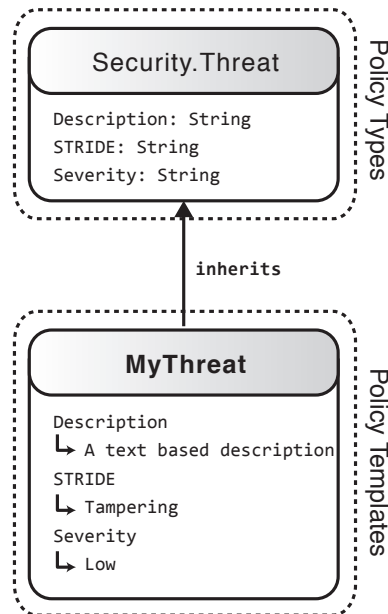 Security.Threat
Description: String
STRIDE: String
Severity: String
Policy Types
inherits
MyThreat
Description
A text based description
STRIDE
Tampering
Severity
Low
Policy Templates